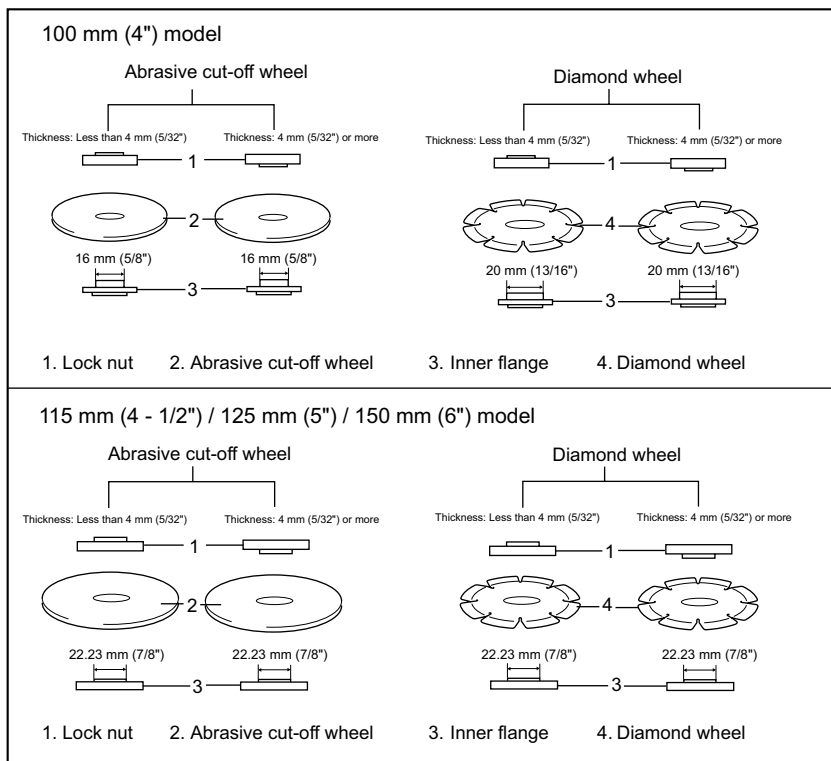 100 mm (4") model
Abrasive cut-off wheel
Diamond wheel
Thickness: Less than 4 mm (5/32")
Thickness: 4 mm (5/32") or more
Thickness: Less than 4 mm (5/32")
Thickness: 4 mm (5/32") or more
1
1
2
4
16 mm (5/8")
16 mm (5/8")
20 mm (13/16")
20 mm (13/16")
3
3
1. Lock nut 2. Abrasive cut-off wheel 3. Inner flange 4. Diamond wheel
115 mm (4 - 1/2") / 125 mm (5") / 150 mm (6") model
Abrasive cut-off wheel
Diamond wheel
Thickness: Less than 4 mm (5/32")
Thickness: 4 mm (5/32") or more
Thickness: Less than 4 mm (5/32")
Thickness: 4 mm (5/32") or more
1
1
2
4
22.23 mm (7/8")
22.23 mm (7/8")
22.23 mm (7/8")
22.23 mm (7/8")
3
3
1. Lock nut 2. Abrasive cut-off wheel 3. Inner flange 4. Diamond wheel